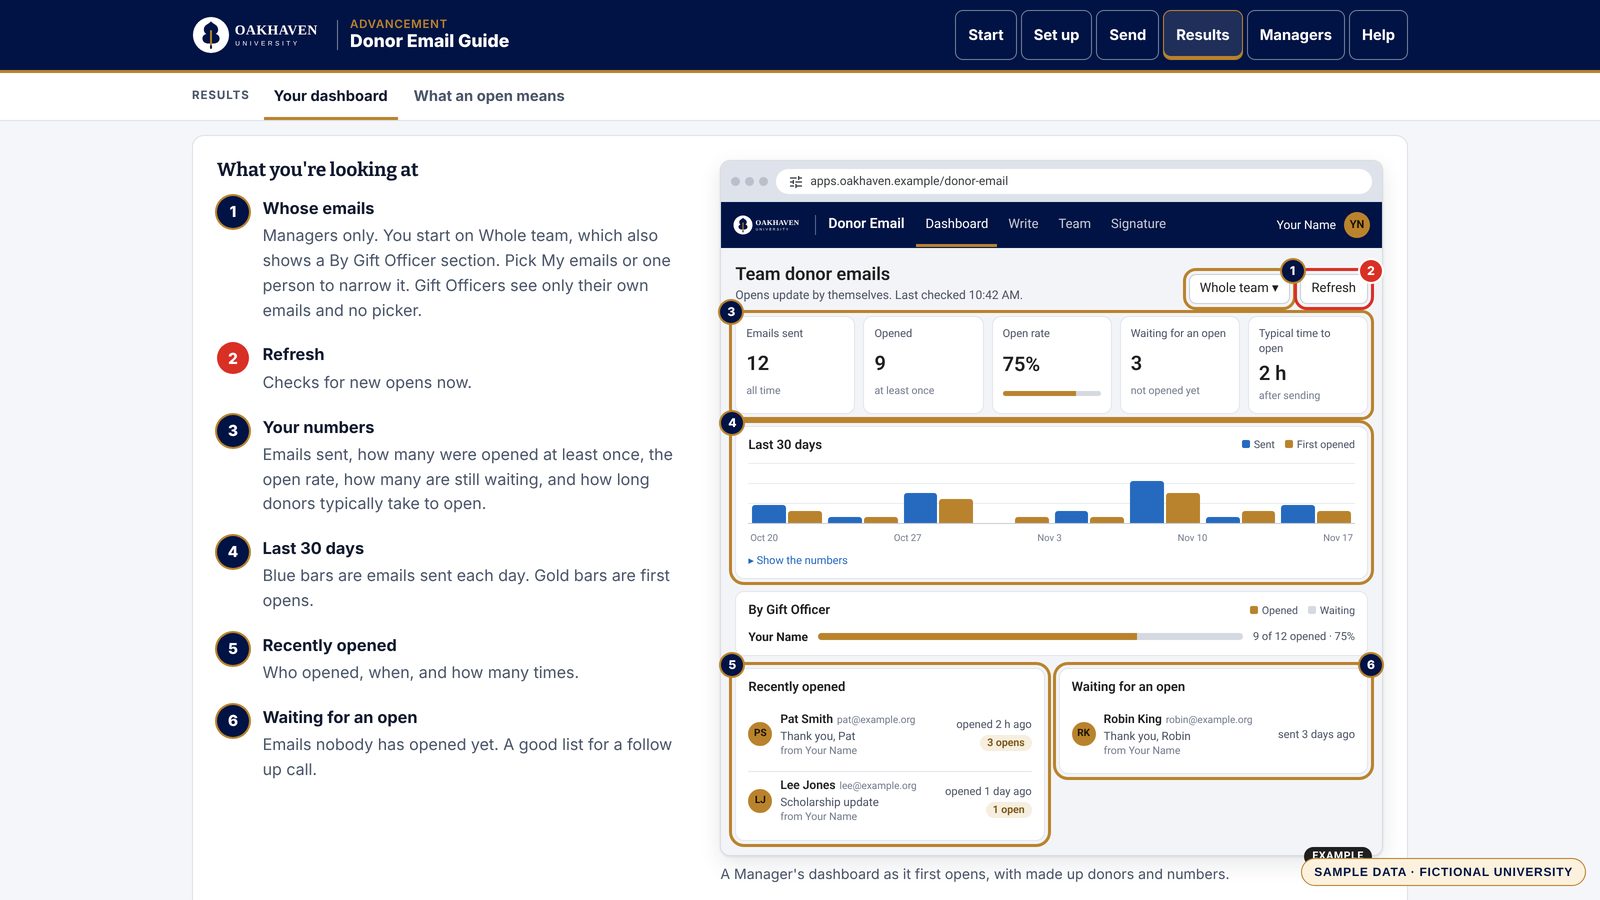 OAKHAVEN
UNIVERSITY
ADVANCEMENT
Donor Email Guide
Start
Set up
Send
Results
Managers
Help
RESULTS
Your dashboard
What an open means
What you're looking at
1
Whose emails
Managers only. You start on Whole team, which also
shows a By Gift Officer section. Pick My emails or one
person to narrow it. Gift Officers see only their own
emails and no picker.
2
Refresh
Checks for new opens now.
3
Your numbers
Emails sent, how many were opened at least once, the
open rate, how many are still waiting, and how long
donors typically take to open.
4
Last 30 days
Blue bars are emails sent each day. Gold bars are first
opens.
5
Recently opened
Who opened, when, and how many times.
6
Waiting for an open
Emails nobody has opened yet. A good list for a follow
up call.
apps.oakhaven.example/donor-email
OAKHAVEN
UNIVERSITY
Donor Email
Dashboard
Write
Team
Signature
Your Name
YN
Team donor emails
Opens update by themselves. Last checked 10:42 AM.
1
Whole team ▾
2
Refresh
3
Emails sent
12
all time
Opened
9
at least once
Open rate
75%
Waiting for an open
3
not opened yet
Typical time to
open
2 h
after sending
4
Last 30 days
Sent
First opened
Oct 20
Oct 27
Nov 3
Nov 10
Nov 17
▸ Show the numbers
By Gift Officer
Opened
Waiting
Your Name
9 of 12 opened · 75%
5
Recently opened
PS
Pat Smith pat@example.org
Thank you, Pat
from Your Name
opened 2 h ago
3 opens
LJ
Lee Jones lee@example.org
Scholarship update
from Your Name
opened 1 day ago
1 open
6
Waiting for an open
RK
Robin King robin@example.org
Thank you, Robin
from Your Name
sent 3 days ago
EXAMPLE
A Manager's dashboard as it first opens, with made up donors and numbers.
SAMPLE DATA · FICTIONAL UNIVERSITY